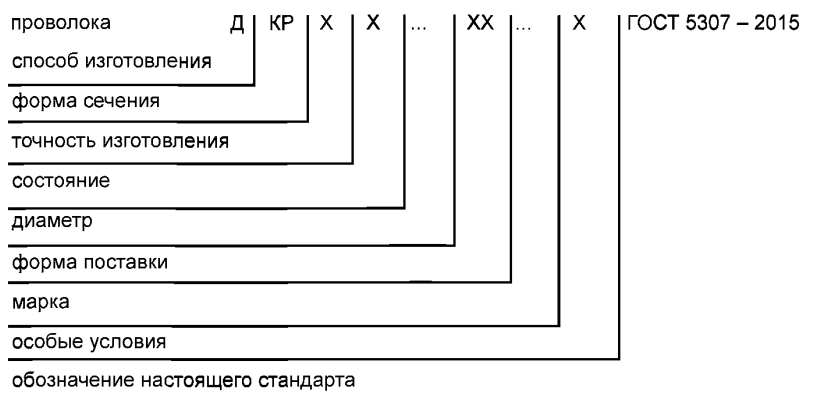 проволока Д КР Х Х ... ХХ ... Х ГОСТ 5307 – 2015
способ изготовления
форма сечения
точность изготовления
состояние
диаметр
форма поставки
марка
особые условия
обозначение настоящего стандарта